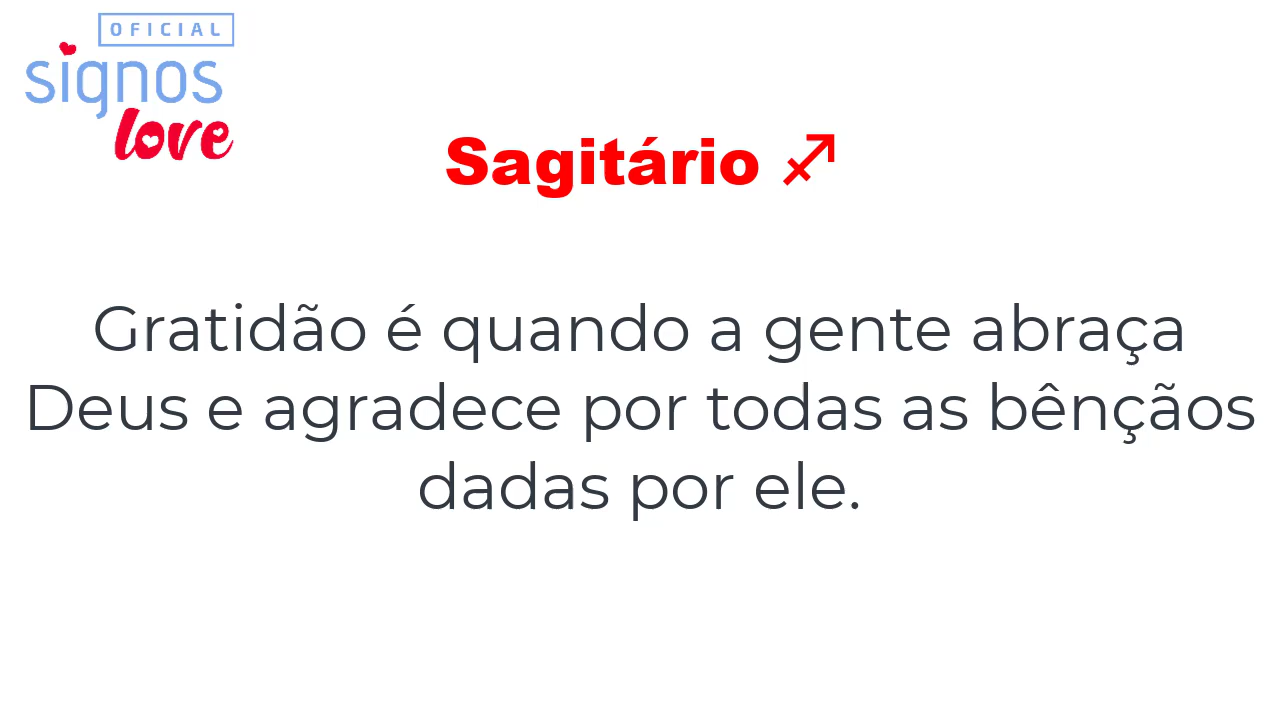 OFICIAL
signos
love
Sagitário ♐
Gratidão é quando a gente abraça
Deus e agradece por todas as bênçãos
dadas por ele.